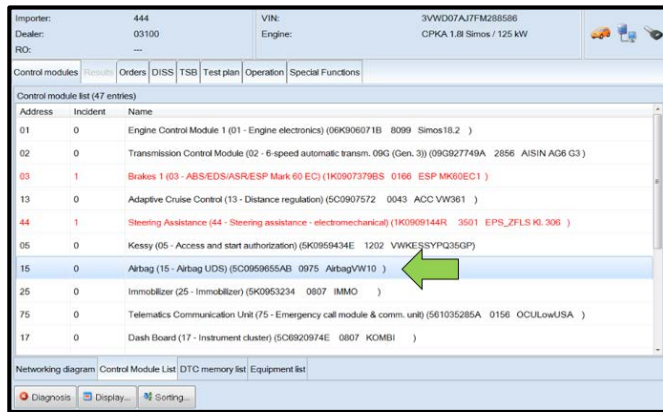 Importer: 444 VIN: 3VWD07AJ7FM288586
Dealer: 03100 Engine: CPKA 1.8l Simos / 125 kW
RO: ---
Control modules Results Orders DISS TSB Test plan Operation Special Functions
Control module list (47 entries)
Address Incident Name
01 0 Engine Control Module 1 (01 - Engine electronics) (06K906071B 8099 Simos18.2 )
02 0 Transmission Control Module (02 - 6-speed automatic transm. 09G (Gen. 3)) (09G927749A 2856 AISIN AG6 G3 )
03 1 Brakes 1 (03 - ABS/EDS/ASR/ESP Mark 60 EC) (1K0907379BS 0166 ESP MK60EC1 )
13 0 Adaptive Cruise Control (13 - Distance regulation) (5C0907572 0043 ACC VW361 )
44 1 Steering Assistance (44 - Steering assistance - electromechanical) (1K0909144R 3501 EPS_ZFLS Kl. 306 )
05 0 Kessy (05 - Access and start authorization) (5K0959434E 1202 VWKESSYPQ35GP)
15 0 Airbag (15 - Airbag UDS) (5C0959655AB 0975 AirbagVW10 )
25 0 Immobilizer (25 - Immobilizer) (5K0953234 0807 IMMO )
75 0 Telematics Communication Unit (75 - Emergency call module & comm. unit) (561035285A 0156 OCULowUSA )
17 0 Dash Board (17 - Instrument cluster) (5C6920974E 0807 KOMBI )
Networking diagram Control Module List DTC memory list Equipment list
Diagnosis Display... Sorting...